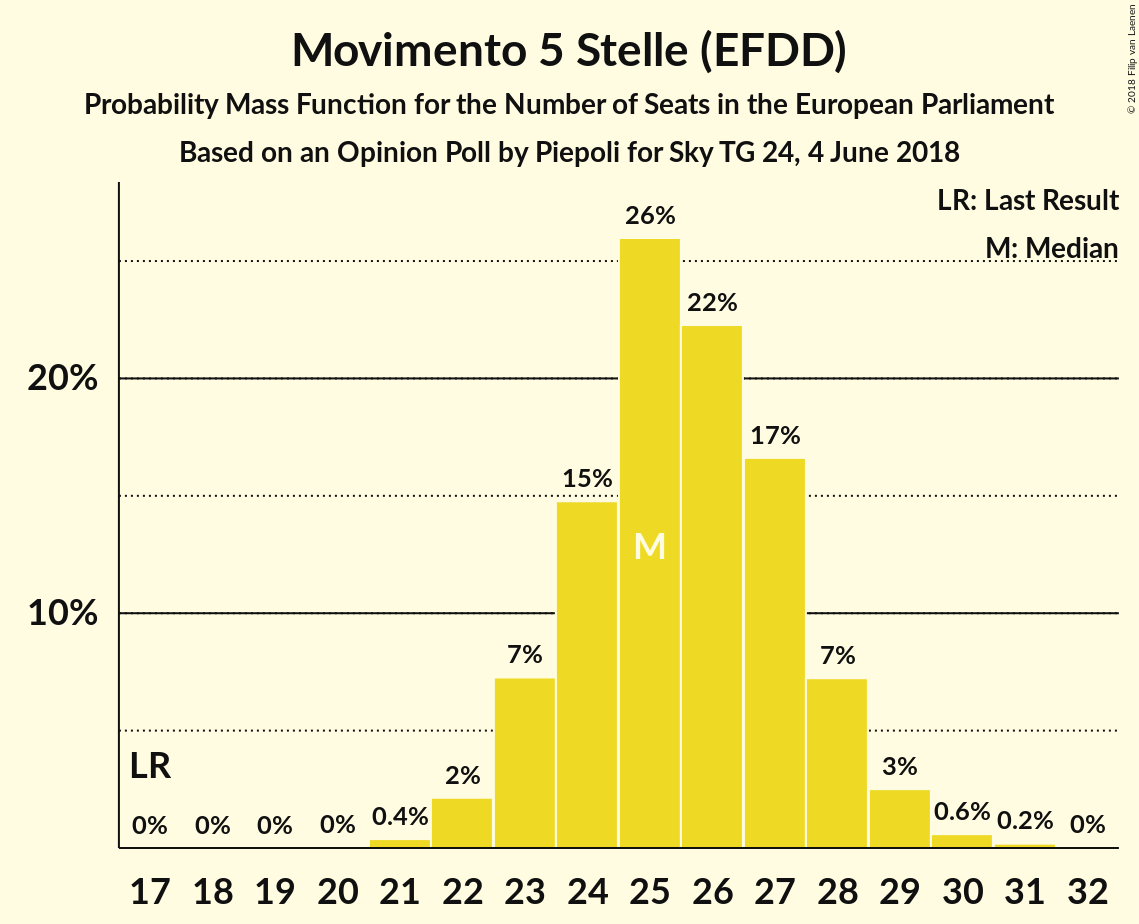 Movimento 5 Stelle (EFDD)
Probability Mass Function for the Number of Seats in the European Parliament
Based on an Opinion Poll by Piepoli for Sky TG 24, 4 June 2018
© 2018 Filip van Laenen
LR: Last Result
M: Median
26%
22%
20%
17%
15%
M
10%
7% 7%
LR
2% 3%
0% 0% 0% 0% 0.4% 0.6% 0.2% 0%
17 18 19 20 21 22 23 24 25 26 27 28 29 30 31 32